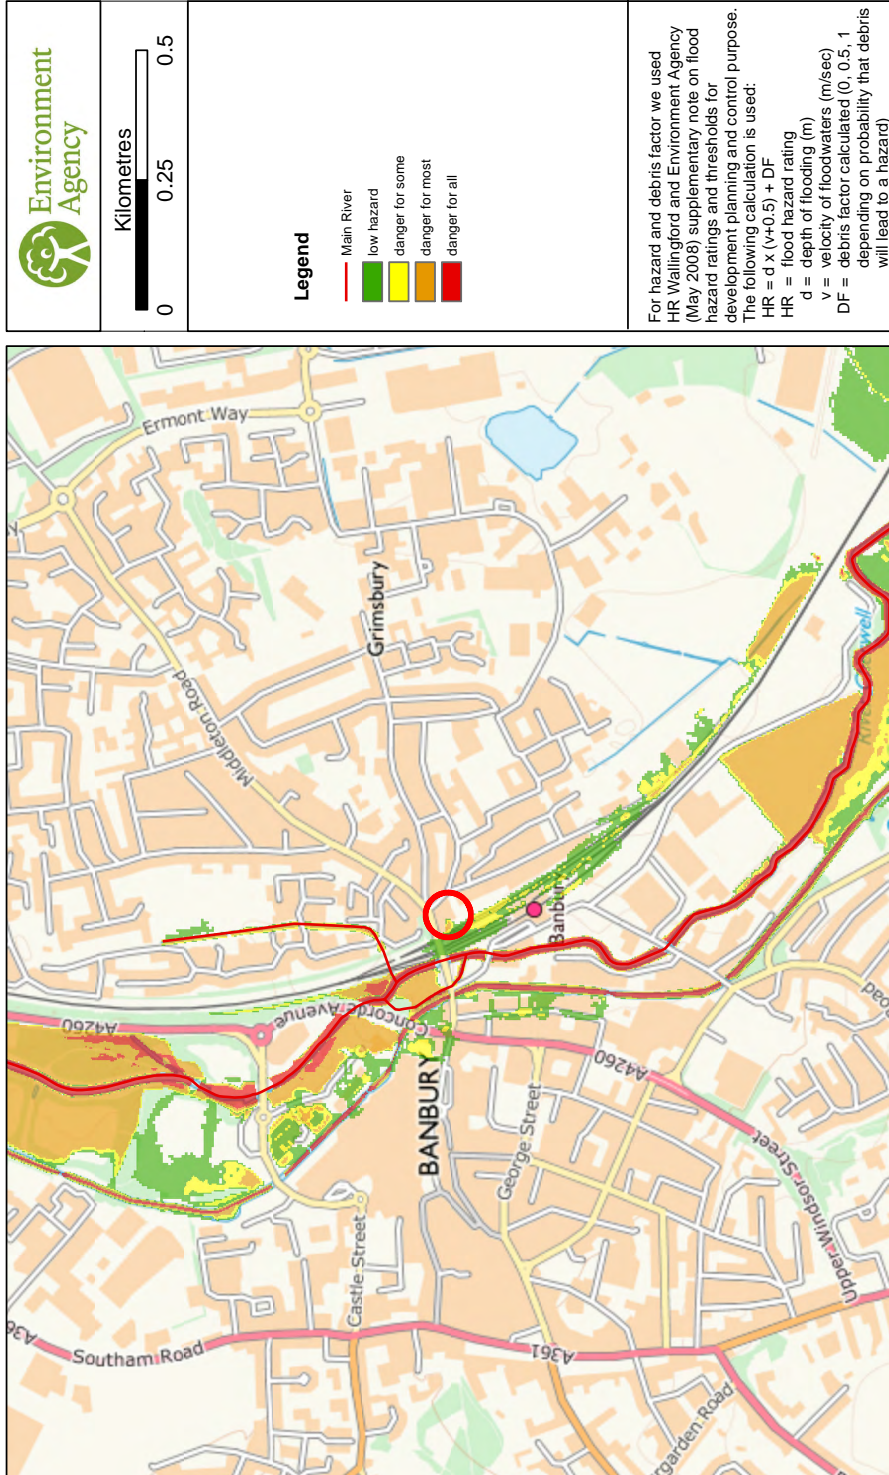 Environment
Agency
Kilometres
0 0.25 0.5
Legend
Main River
low hazard
danger for some
danger for most
danger for all
For hazard and debris factor we used
HR Wallingford and Environment Agency
(May 2008) supplementary note on flood
hazard ratings and thresholds for
development planning and control purpose.
The following calculation is used:
HR = d x (v+0.5) + DF
HR = flood hazard rating
d = depth of flooding (m)
v = velocity of floodwaters (m/sec)
DF = debris factor calculated (0, 0.5, 1
depending on probability that debris
will lead to a hazard)
Ermont Way
Grimsbury
Middleton Road
Banbury
A4260
Concorde Avenue
BANBURY
George Street
A4260
Castle Street
Upper Windsor Street
Southam Road
A361
Road